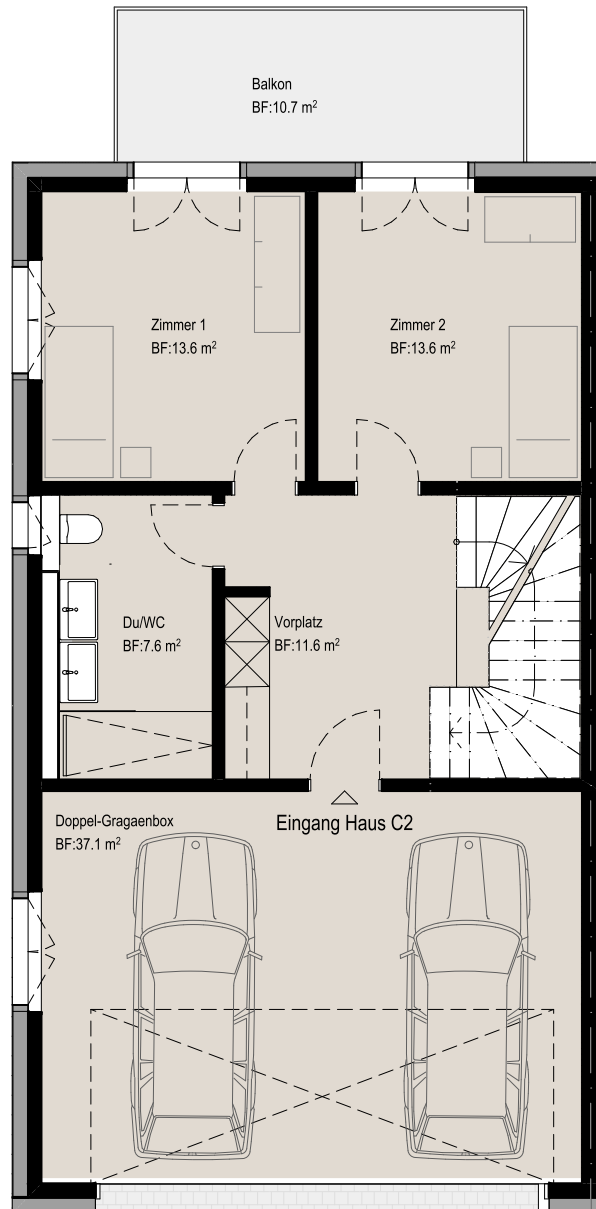 Balkon
BF:10.7 m²
Zimmer 1
BF:13.6 m²
Zimmer 2
BF:13.6 m²
Du/WC
BF:7.6 m²
Vorplatz
BF:11.6 m²
Doppel-Gragaenbox
BF:37.1 m²
Eingang Haus C2